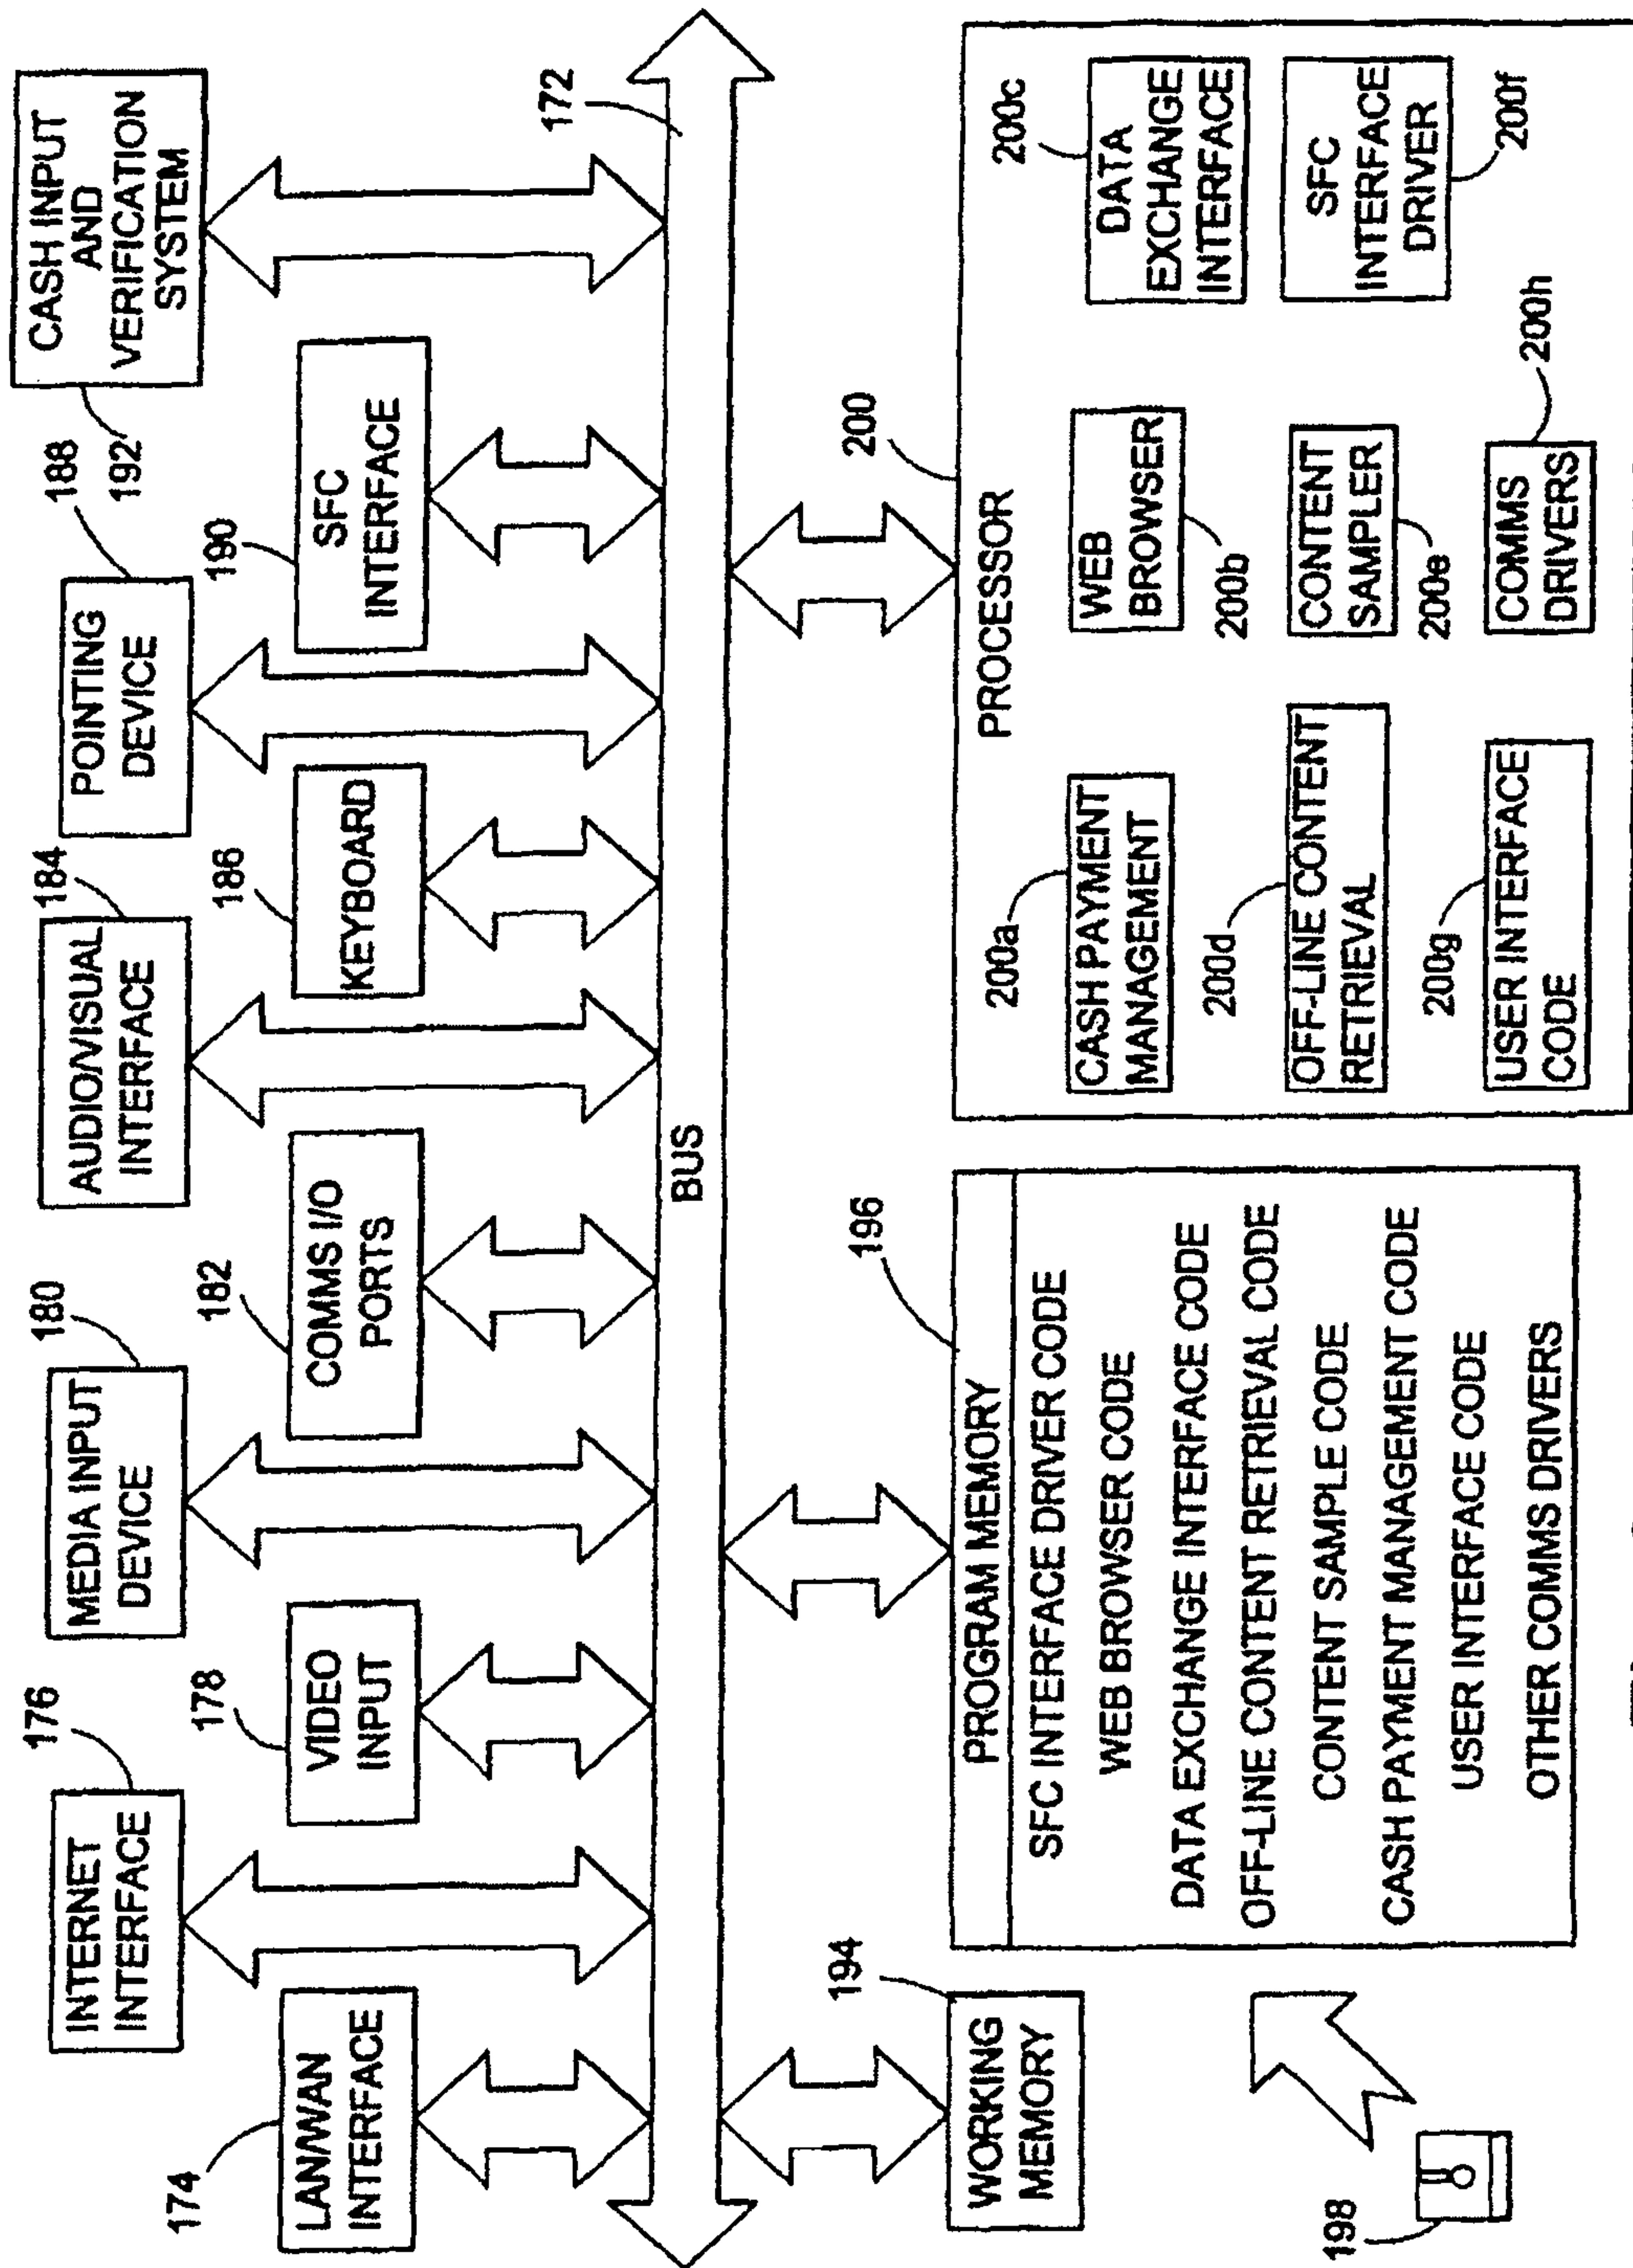 174
LAN/WAN
INTERFACE
176
INTERNET
INTERFACE
178
VIDEO
INPUT
180
MEDIA INPUT
DEVICE
182
COMMS I/O
PORTS
184
AUDIO/VISUAL
INTERFACE
186
KEYBOARD
188
POINTING
DEVICE
190
SFC
INTERFACE
192
CASH INPUT
AND
VERIFICATION
SYSTEM
172
BUS
194
WORKING
MEMORY
198
196
PROGRAM MEMORY
SFC INTERFACE DRIVER CODE
WEB BROWSER CODE
DATA EXCHANGE INTERFACE CODE
OFF-LINE CONTENT RETRIEVAL CODE
CONTENT SAMPLE CODE
CASH PAYMENT MANAGEMENT CODE
USER INTERFACE CODE
OTHER COMMS DRIVERS
200
PROCESSOR
200a
CASH PAYMENT
MANAGEMENT
WEB
BROWSER
200b
200c
DATA
EXCHANGE
INTERFACE
200d
OFF-LINE CONTENT
RETRIEVAL
CONTENT
SAMPLER
200e
SFC
INTERFACE
DRIVER
200f
200g
USER INTERFACE
CODE
COMMS
DRIVERS
200h